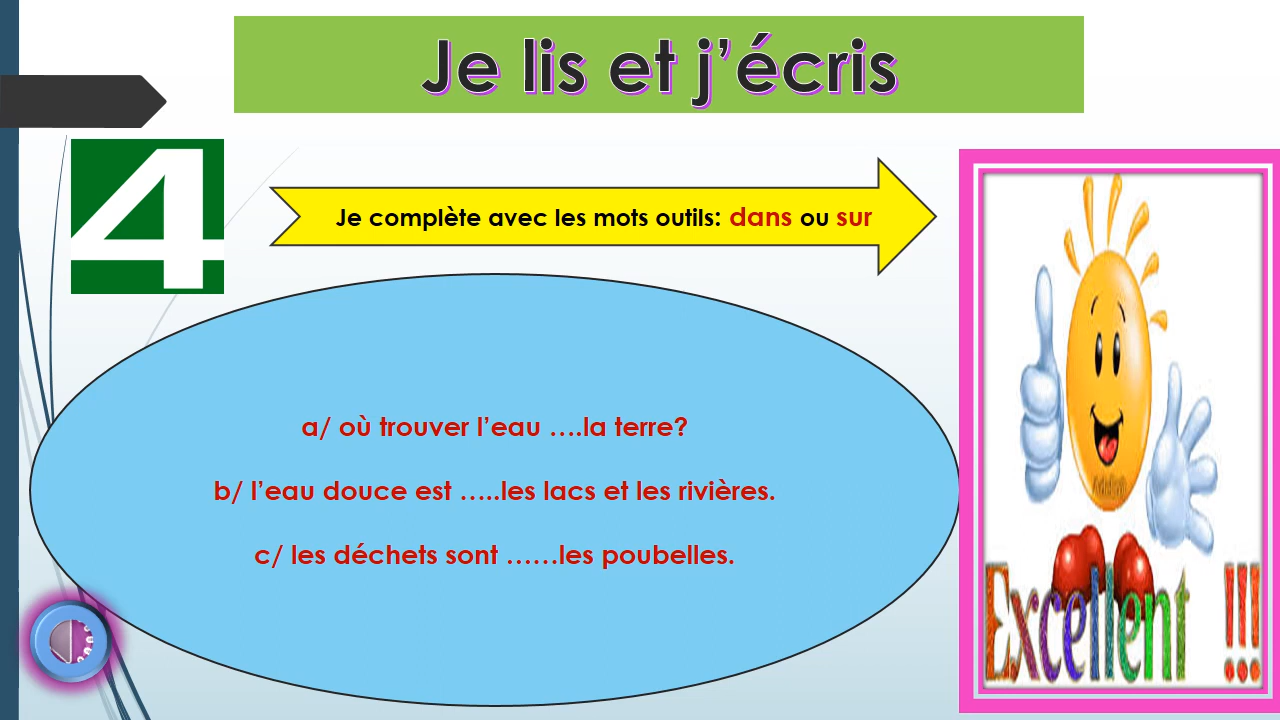 Je lis et j’écris
4
Je complète avec les mots outils: dans ou sur
a/ où trouver l’eau ….la terre?
b/ l’eau douce est …..les lacs et les rivières.
c/ les déchets sont ……les poubelles.
Excellent !!!